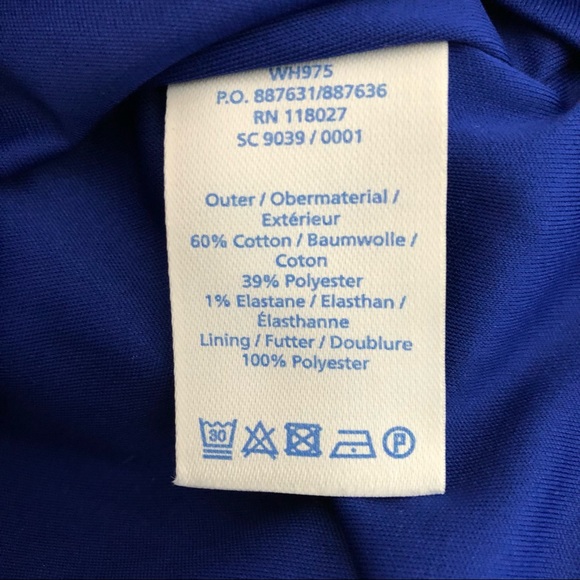 WH975
P.O. 887631/887636
RN 118027
SC 9039 / 0001
Outer / Obermaterial /
Extérieur
60% Cotton / Baumwolle /
Coton
39% Polyester
1% Elastane / Elasthan /
Élasthanne
Lining / Futter / Doublure
100% Polyester
30
P